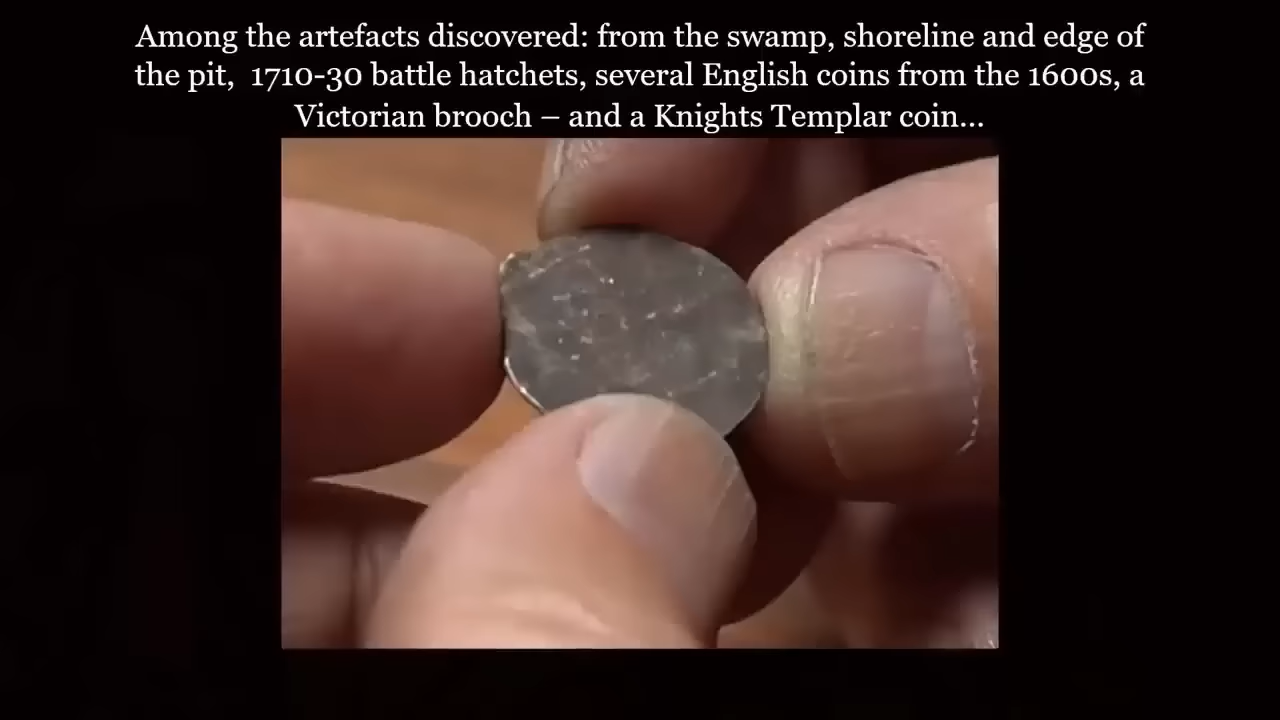 Among the artefacts discovered: from the swamp, shoreline and edge of
the pit,  1710-30 battle hatchets, several English coins from the 1600s, a
Victorian brooch – and a Knights Templar coin...